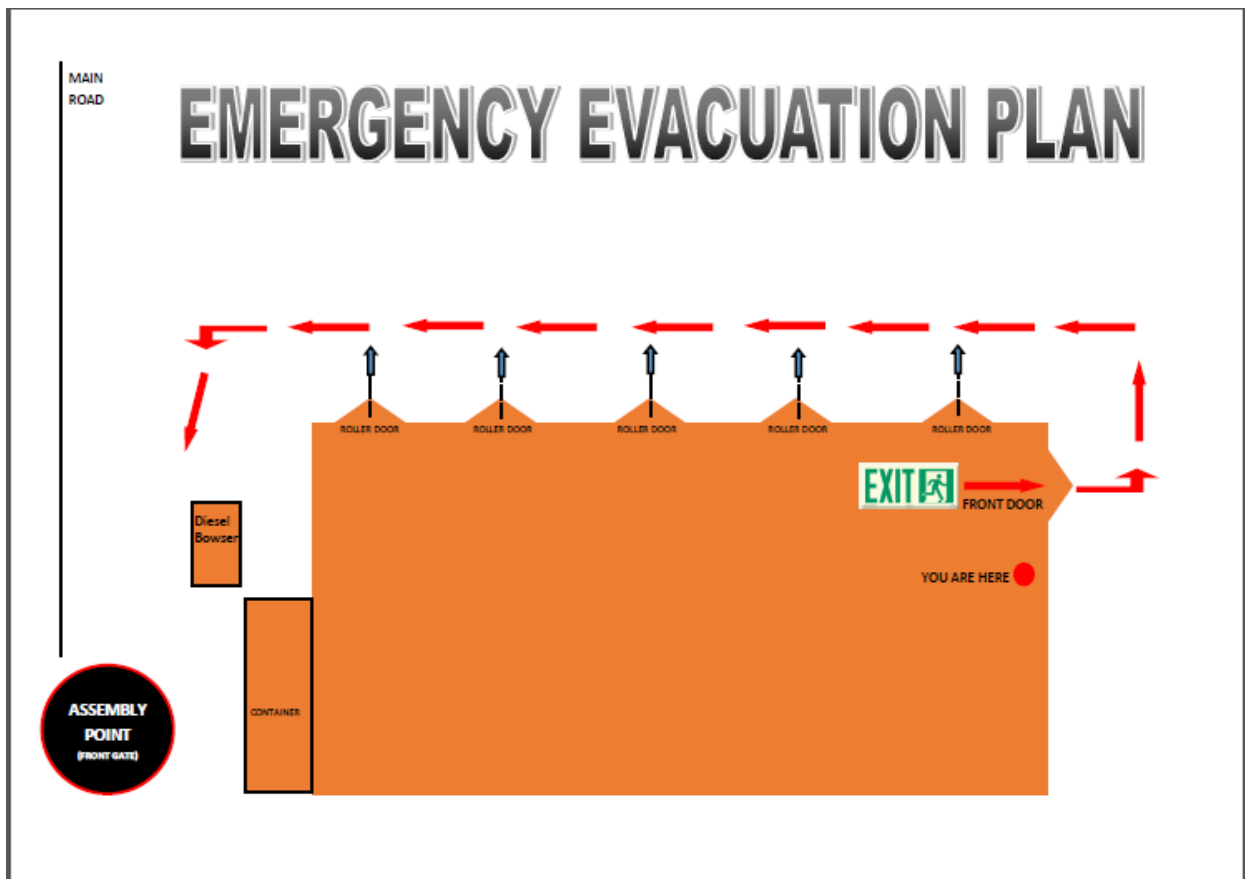 MAIN
ROAD
EMERGENCY EVACUATION PLAN
ROLLER DOOR
ROLLER DOOR
ROLLER DOOR
ROLLER DOOR
ROLLER DOOR
EXIT
FRONT DOOR
Diesel
Bowser
YOU ARE HERE
ASSEMBLY
POINT
(FRONT GATE)
CONTAINER